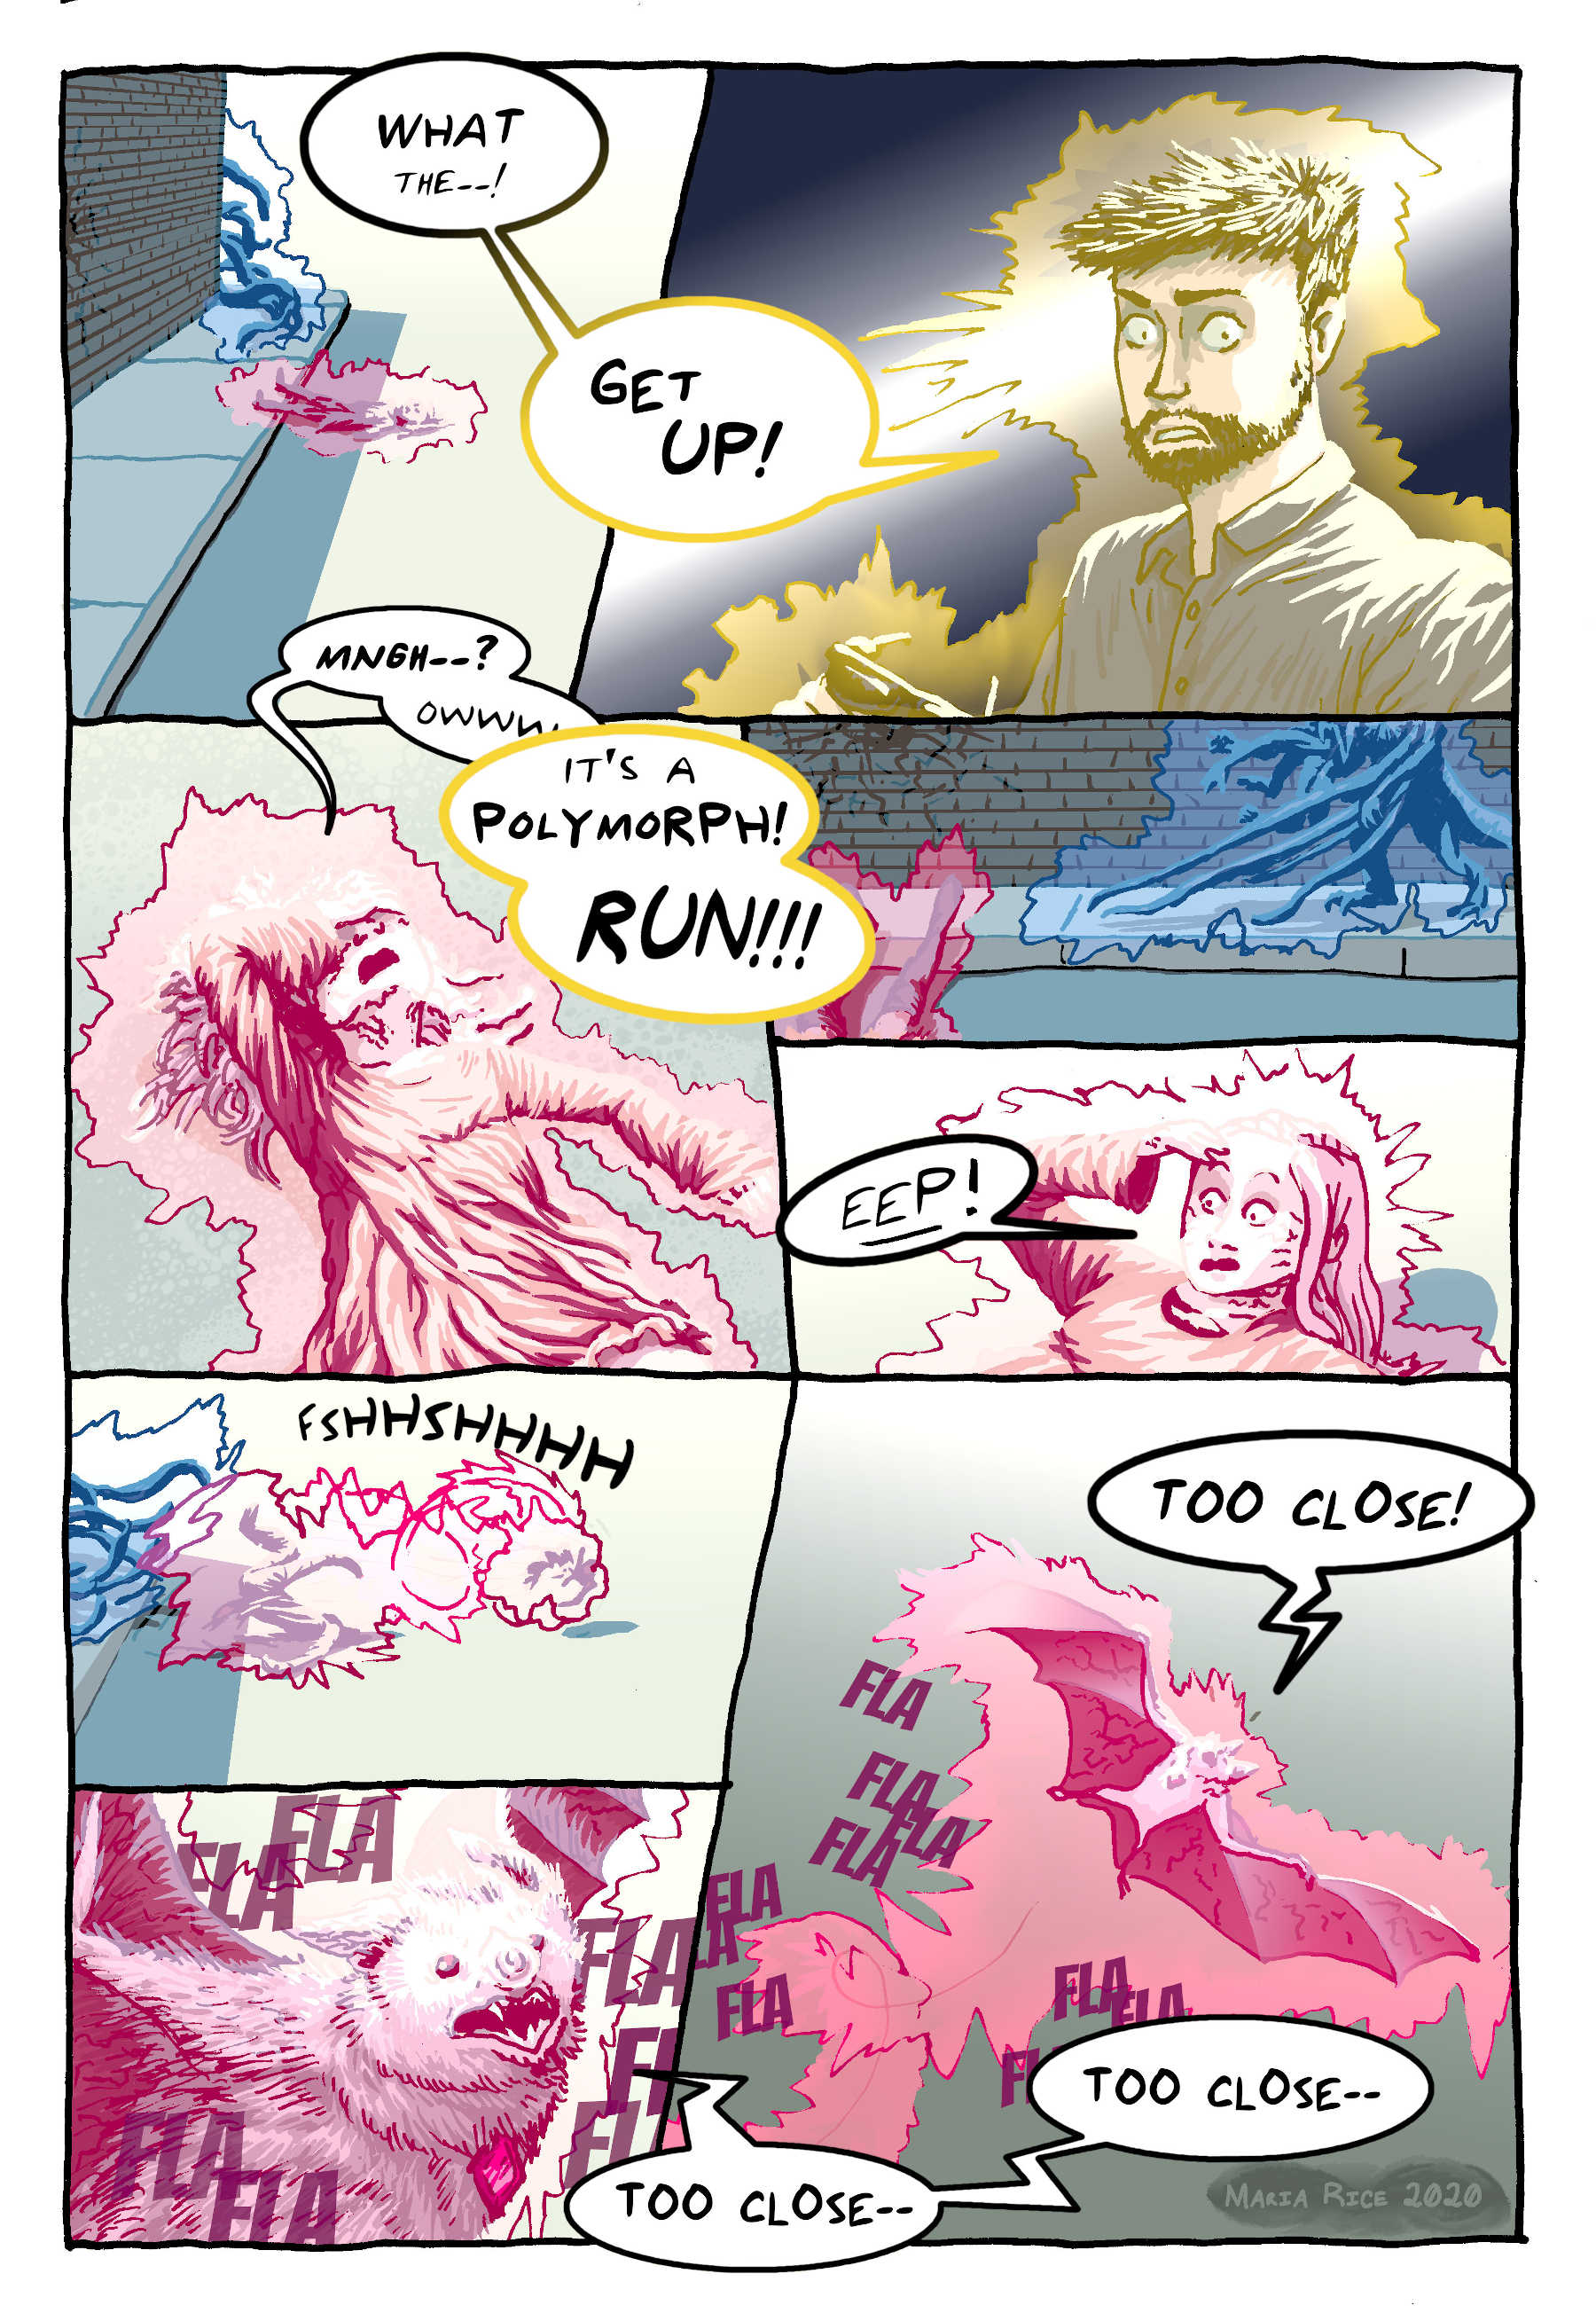 WHAT
THE--!
GET
UP!
MNGH--?
OWWW
IT'S A
POLYMORPH!
RUN!!!
EEP!
FSHHSHHHH
TOO CLOSE!
FLA
FLA
FLA
FLA
FLA
FLA
FLA
FLA
FLA
FLA
FLA
FLA
FLA
TOO CLOSE--
TOO CLOSE--
MARIA RICE 2020